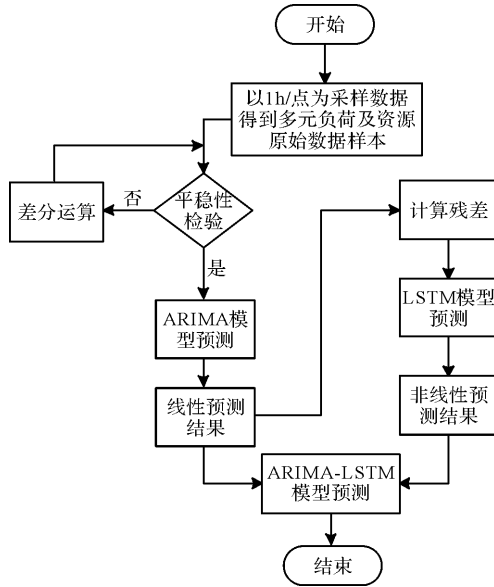 开始
以1h/点为采样数据
得到多元负荷及资源
原始数据样本
否
差分运算
平稳性
检验
是
ARIMA模
型预测
线性预测
结果
计算残差
LSTM模型
预测
非线性预
测结果
ARIMA-LSTM
模型预测
结束